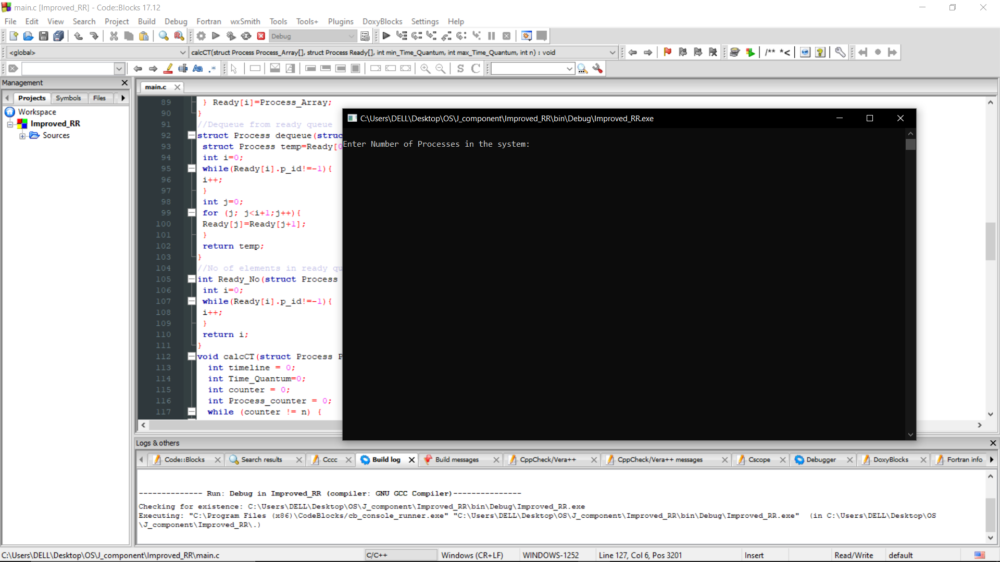 main.c [Improved_RR] - Code::Blocks 17.12
File Edit View Search Project Build Debug Fortran wxSmith Tools Tools+ Plugins DoxyBlocks Settings Help
Debug
/** *<
<global>
calcCT(struct Process Process_Array[], struct Process Ready[], int min_Time_Quantum, int max_Time_Quantum, int n) : void
Aa .*
S C
Management
Projects Symbols Files
Workspace
Improved_RR
Sources
main.c
89 } Ready[i]=Process_Array;
90 }
91 //Dequeue from ready queue
92 struct Process dequeue(struc
93 struct Process temp=Ready[0
94 int i=0;
95 while(Ready[i].p_id!=-1){
96 i++;
97 }
98 int j=0;
99 for (j; j<i+1;j++){
100 Ready[j]=Ready[j+1];
101 }
102 return temp;
103 }
104 //No of elements in ready qu
105 int Ready_No(struct Process
106 int i=0;
107 while(Ready[i].p_id!=-1){
108 i++;
109 }
110 return i;
111 }
112 void calcCT(struct Process P
113 int timeline = 0;
114 int Time_Quantum=0;
115 int counter = 0;
116 int Process_counter = 0;
117 while (counter != n) {
C:\Users\DELL\Desktop\OS\J_component\Improved_RR\bin\Debug\Improved_RR.exe
Enter Number of Processes in the system:
Logs & others
Code::Blocks Search results Cccc Build log Build messages CppCheck/Vera++ CppCheck/Vera++ messages Cscope Debugger DoxyBlocks Fortran info
-------------- Run: Debug in Improved_RR (compiler: GNU GCC Compiler)---------------
Checking for existence: C:\Users\DELL\Desktop\OS\J_component\Improved_RR\bin\Debug\Improved_RR.exe
Executing: "C:\Program Files (x86)\CodeBlocks/cb_console_runner.exe" "C:\Users\DELL\Desktop\OS\J_component\Improved_RR\bin\Debug\Improved_RR.exe"  (in C:\Users\DELL\Desktop\OS
\J_component\Improved_RR\.)
C:\Users\DELL\Desktop\OS\J_component\Improved_RR\main.c C/C++ Windows (CR+LF) WINDOWS-1252 Line 127, Col 6, Pos 3201 Insert Read/Write default